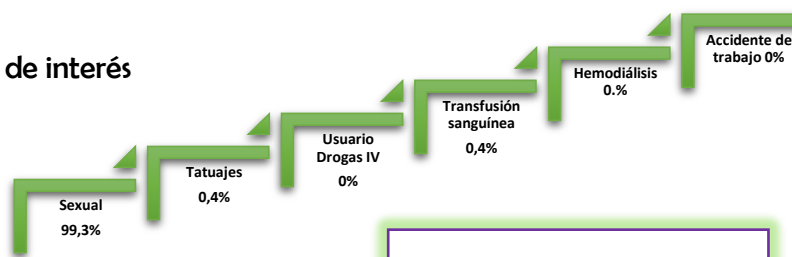 de interés
Sexual
99,3%
Tatuajes
0,4%
Usuario
Drogas IV
0%
Transfusión
sanguínea
0,4%
Hemodiálisis
0.%
Accidente de
trabajo 0%